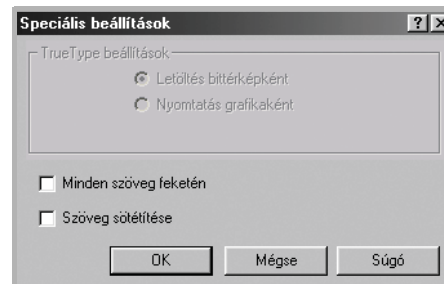 Speciális beállítások
TrueType beállítások
Letöltés bittérképként
Nyomtatás grafikaként
Minden szöveg feketén
Szöveg sötétítése
OK Mégse Súgó